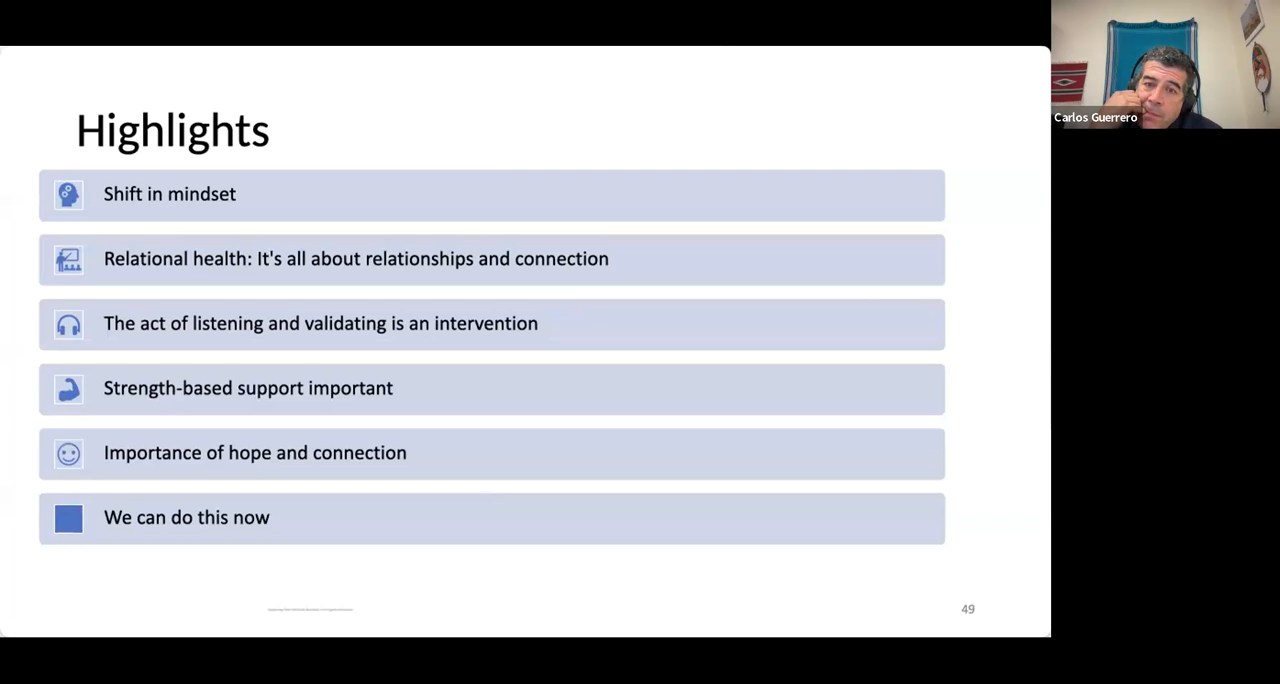 Carlos Guerrero
Highlights
Shift in mindset
Relational health: It's all about relationships and connection
The act of listening and validating is an intervention
Strength-based support important
Importance of hope and connection
We can do this now
49